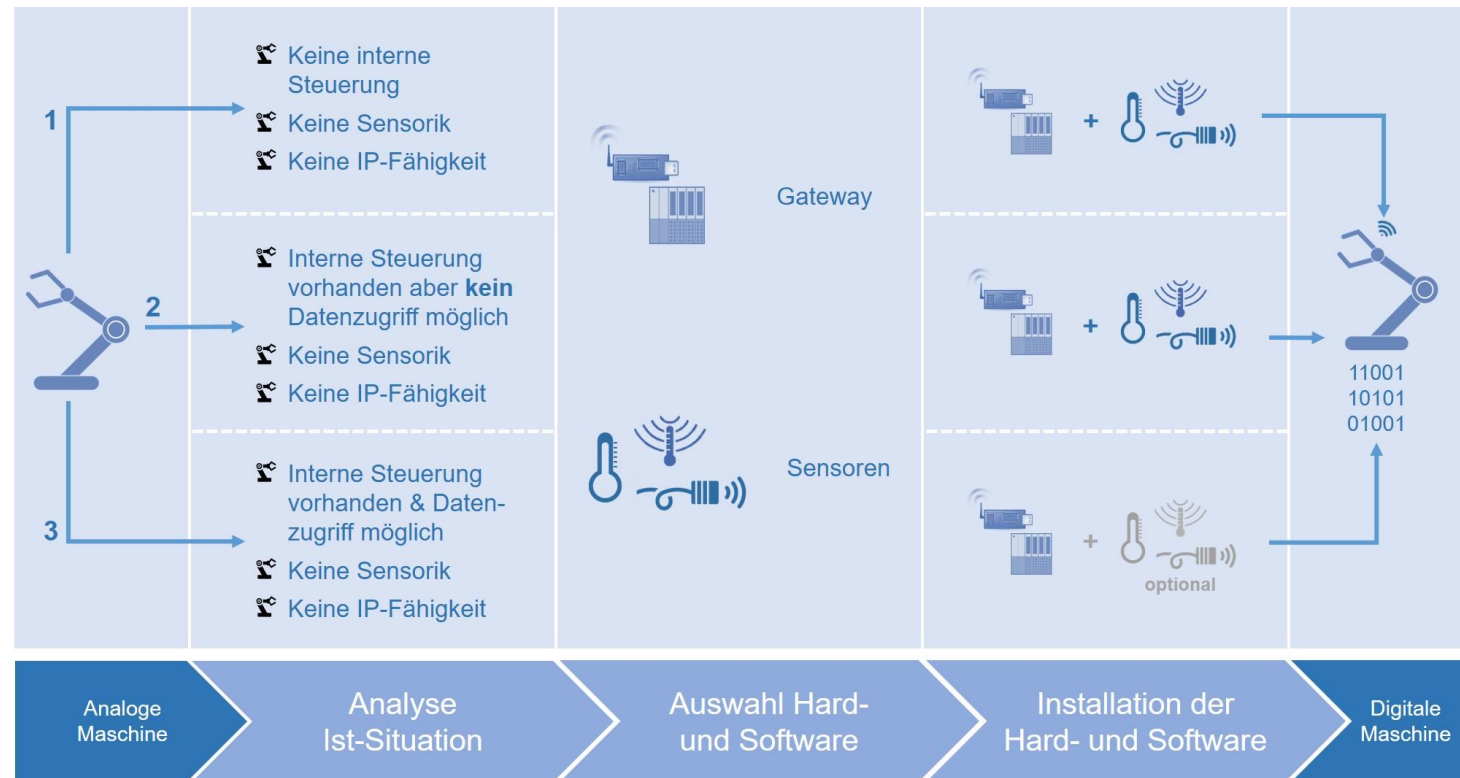 1
Keine interne
Steuerung
Keine Sensorik
Keine IP-Fähigkeit
2
Interne Steuerung
vorhanden aber kein
Datenzugriff möglich
Keine Sensorik
Keine IP-Fähigkeit
3
Interne Steuerung
vorhanden & Daten-
zugriff möglich
Keine Sensorik
Keine IP-Fähigkeit
Gateway
Sensoren
+
+
+
optional
11001
10101
01001
Analoge
Maschine
Analyse
Ist-Situation
Auswahl Hard-
und Software
Installation der
Hard- und Software
Digitale
Maschine